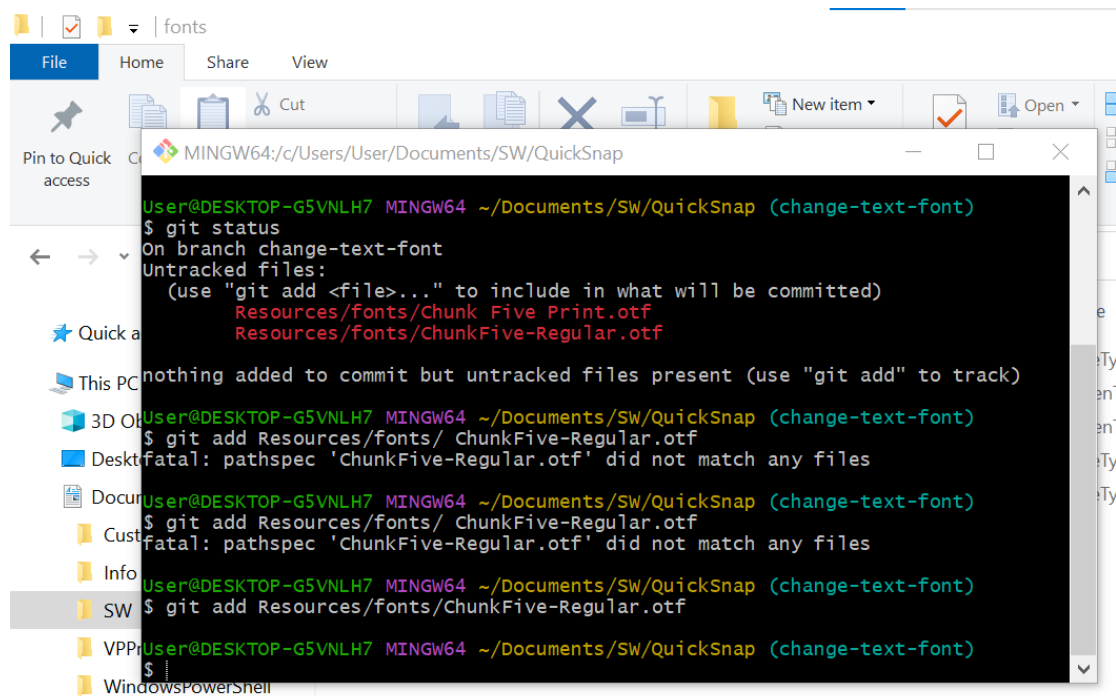 fonts
File Home Share View
Cut
New item
Open
Pin to Quick access
MINGW64:/c/Users/User/Documents/SW/QuickSnap
User@DESKTOP-G5VNLH7 MINGW64 ~/Documents/SW/QuickSnap (change-text-font)
$ git status
On branch change-text-font
Untracked files:
  (use "git add <file>..." to include in what will be committed)
        Resources/fonts/Chunk Five Print.otf
        Resources/fonts/ChunkFive-Regular.otf
nothing added to commit but untracked files present (use "git add" to track)
User@DESKTOP-G5VNLH7 MINGW64 ~/Documents/SW/QuickSnap (change-text-font)
$ git add Resources/fonts/ ChunkFive-Regular.otf
fatal: pathspec 'ChunkFive-Regular.otf' did not match any files
User@DESKTOP-G5VNLH7 MINGW64 ~/Documents/SW/QuickSnap (change-text-font)
$ git add Resources/fonts/ ChunkFive-Regular.otf
fatal: pathspec 'ChunkFive-Regular.otf' did not match any files
User@DESKTOP-G5VNLH7 MINGW64 ~/Documents/SW/QuickSnap (change-text-font)
$ git add Resources/fonts/ChunkFive-Regular.otf
User@DESKTOP-G5VNLH7 MINGW64 ~/Documents/SW/QuickSnap (change-text-font)
$
Quick a
This PC
3D Ob
Deskt
Docum
Cust
Info
SW
VPPr
WindowsPowerShell